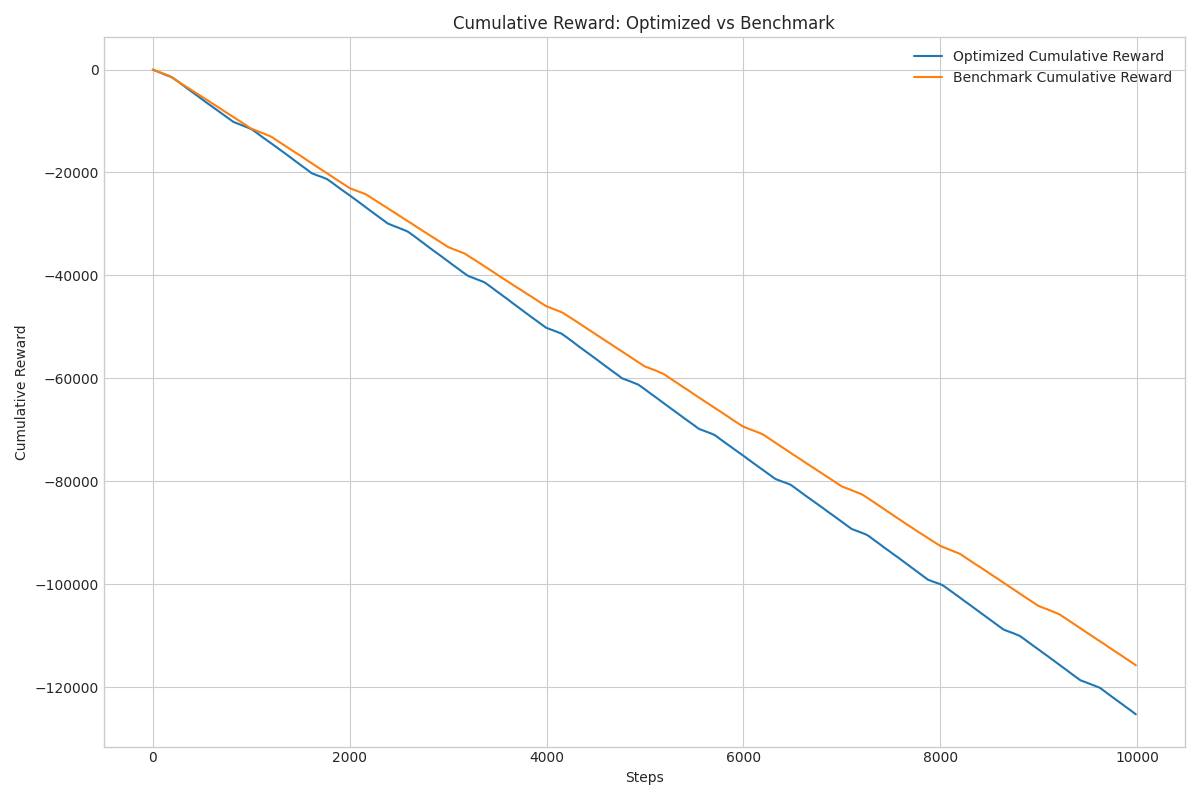 Cumulative Reward: Optimized vs Benchmark
Optimized Cumulative Reward
Benchmark Cumulative Reward
Cumulative Reward
0
−20000
−40000
−60000
−80000
−100000
−120000
0 2000 4000 6000 8000 10000
Steps